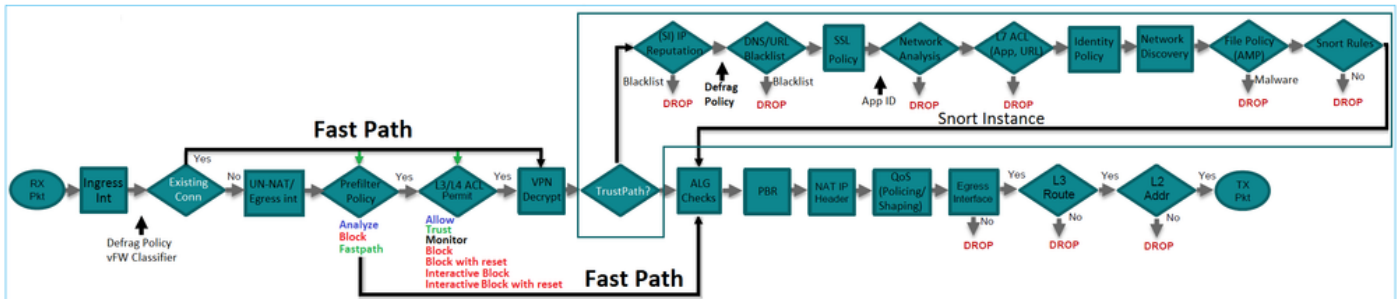 (SI) IP
Reputation
DNS/URL
Blacklist
SSL
Policy
Network
Analysis
L7 ACL
(App, URL)
Identity
Policy
Network
Discovery
File Policy
(AMP)
Snort Rules
Blacklist
DROP
Defrag
Policy
Blacklist
DROP
App ID
DROP
DROP
Malware
DROP
No
DROP
Snort Instance
Fast Path
RX
Pkt
Ingress
Int
Existing
Conn
Yes
No
UN-NAT/
Egress int
Prefilter
Policy
Yes
L3/L4 ACL
Permit
Yes
VPN
Decrypt
TrustPath?
ALG
Checks
PBR
NAT IP
Header
QoS
(Policing/
Shaping)
Egress
Interface
Yes
L3
Route
Yes
L2
Addr
Yes
TX
Pkt
No
DROP
No
DROP
No
DROP
Defrag Policy
vFW Classifier
Analyze
Block
Fastpath
Allow
Trust
Monitor
Block
Block with reset
Interactive Block
Interactive Block with reset
Fast Path